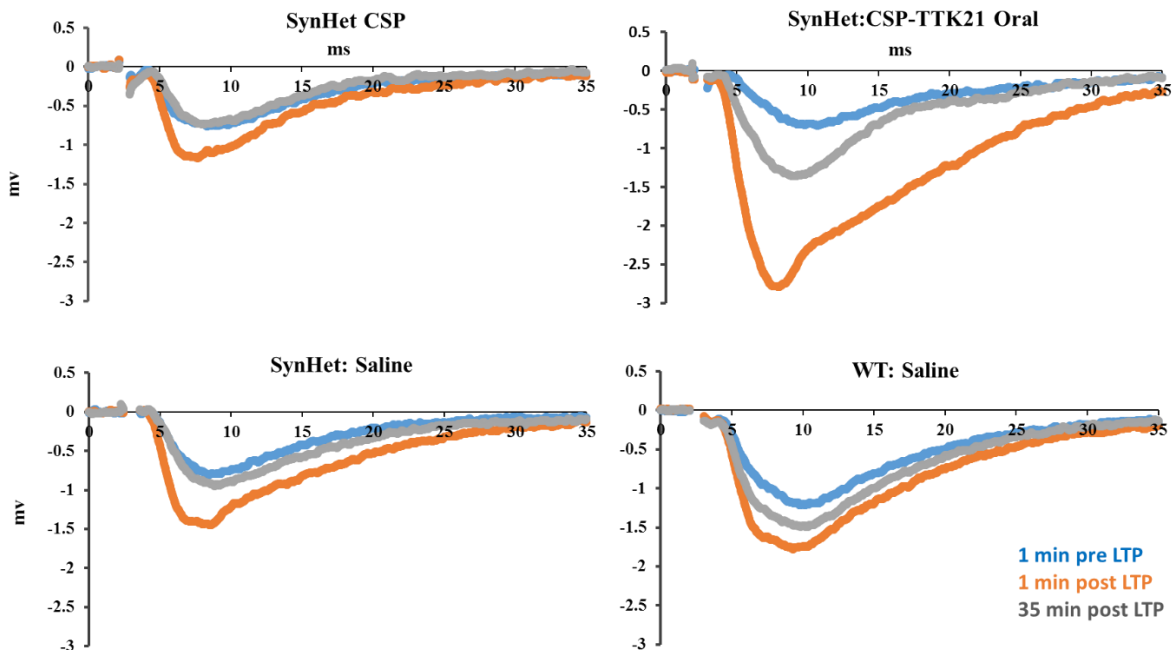 SynHet CSP
ms
0.5
0
-0.5
-1
-1.5
-2
-2.5
-3
0 5 10 15 20 25 30 35
mv
SynHet:CSP-TTK21 Oral
ms
0.5
0
-0.5
-1
-1.5
-2
-2.5
-3
0 5 10 15 20 25 30 35
SynHet: Saline
0.5
0
-0.5
-1
-1.5
-2
-2.5
-3
0 5 10 15 20 25 30 35
mv
WT: Saline
0.5
0
-0.5
-1
-1.5
-2
-2.5
-3
0 5 10 15 20 25 30 35
1 min pre LTP
1 min post LTP
35 min post LTP